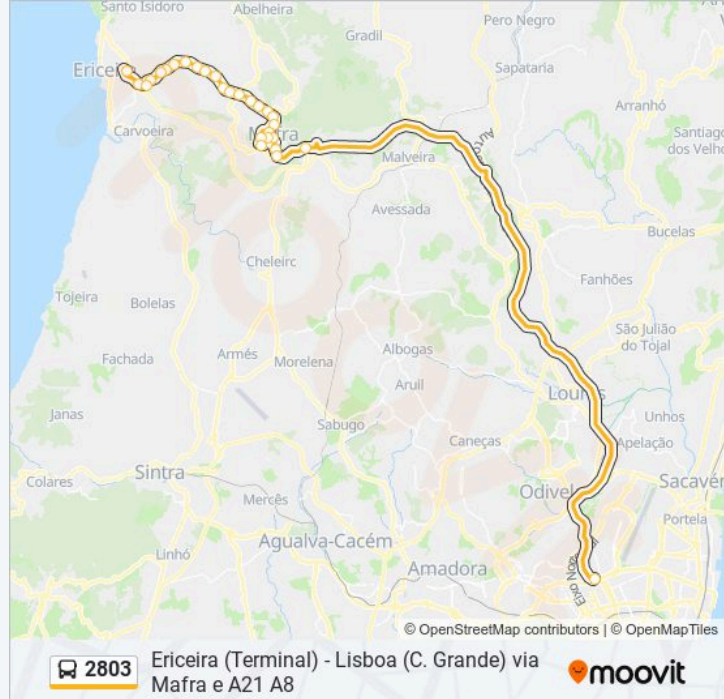 Santo Isidoro
Abelheira
Pero Negro
Gradil
Ericeira
Sapataria
Arranhó
Carvoeira
Mafra
Santiago
dos Velhos
Malveira
Avessada
Bucelas
Cheleirc
Fanhões
Tojeira
Bolelas
São Julião
do Tojal
Fachada
Armés
Morelena
Albogas
Aruil
Loures
Janas
Sabugo
Unhos
Caneças
Apelação
Colares
Sintra
Sacavém
Mercês
Odivel
Portela
Linhó
Agualva-Cacém
Amadora
Eixo Nor
© OpenStreetMap contributors | © OpenMapTiles
2803 Ericeira (Terminal) - Lisboa (C. Grande) via
Mafra e A21 A8
moovit